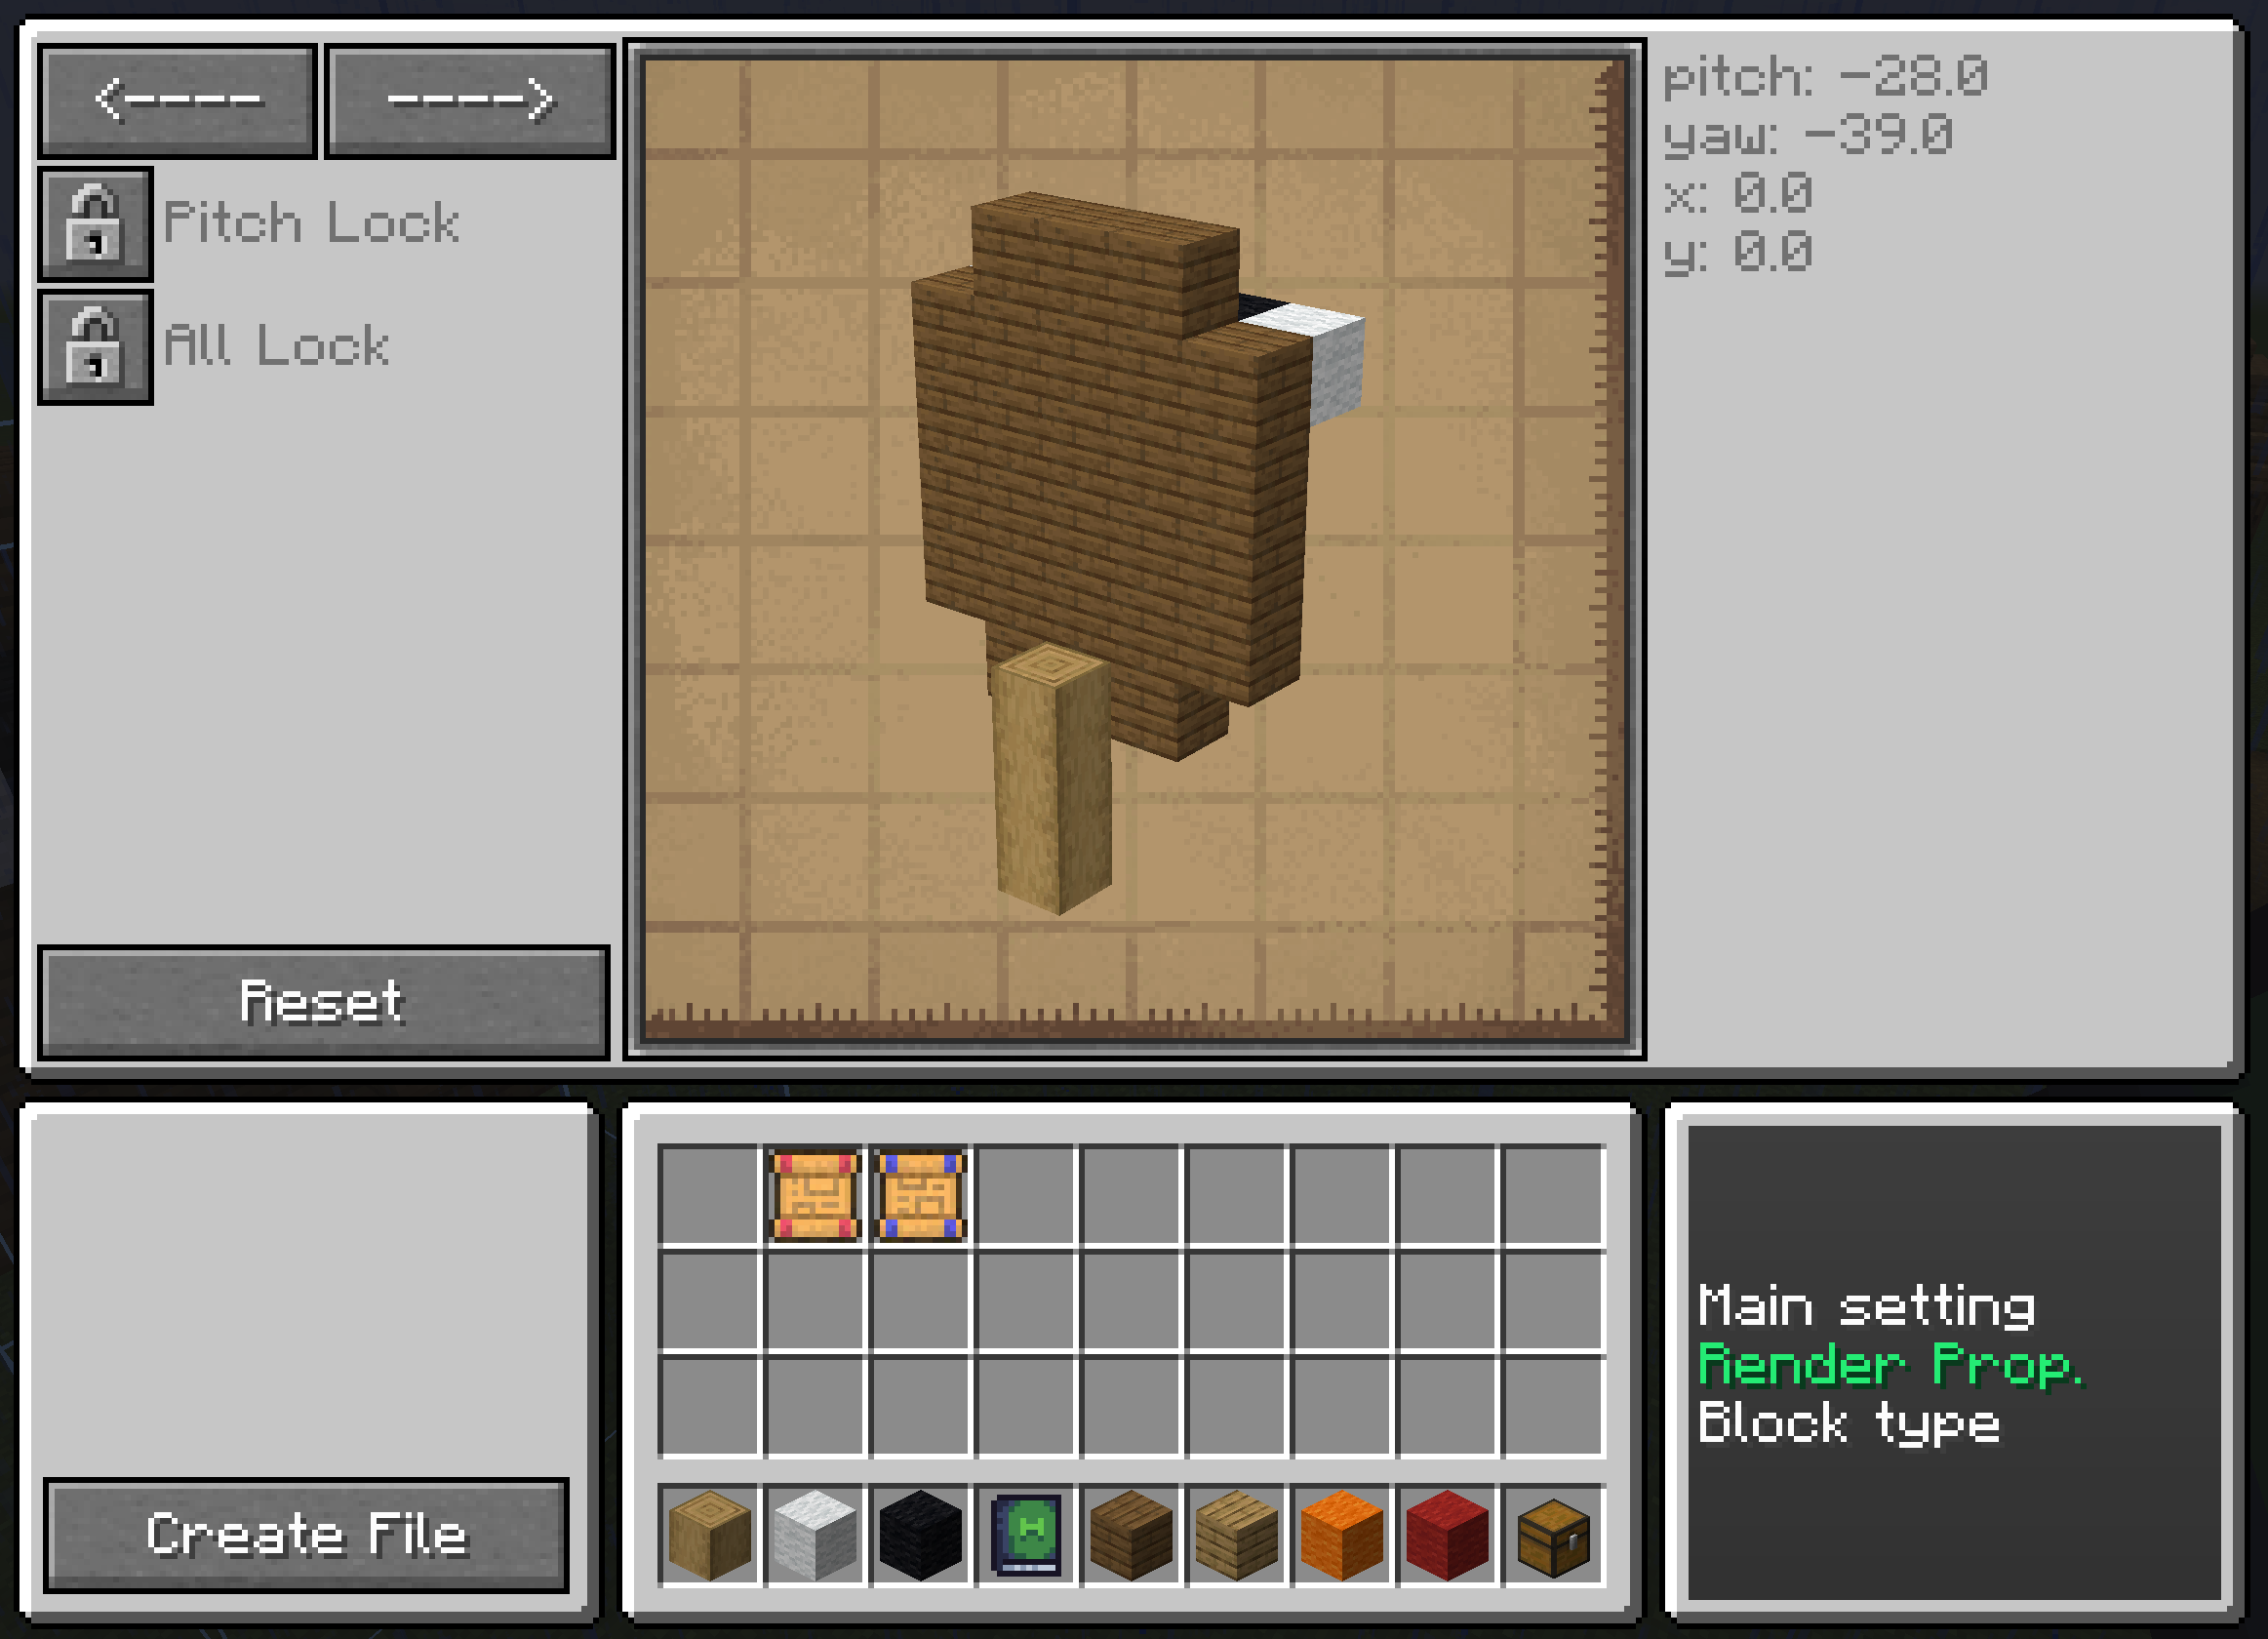 <---- ---->
Pitch Lock
All Lock
Reset
pitch: -28.0
yaw: -39.0
x: 0.0
y: 0.0
Create File
Main setting
Render Prop.
Block type